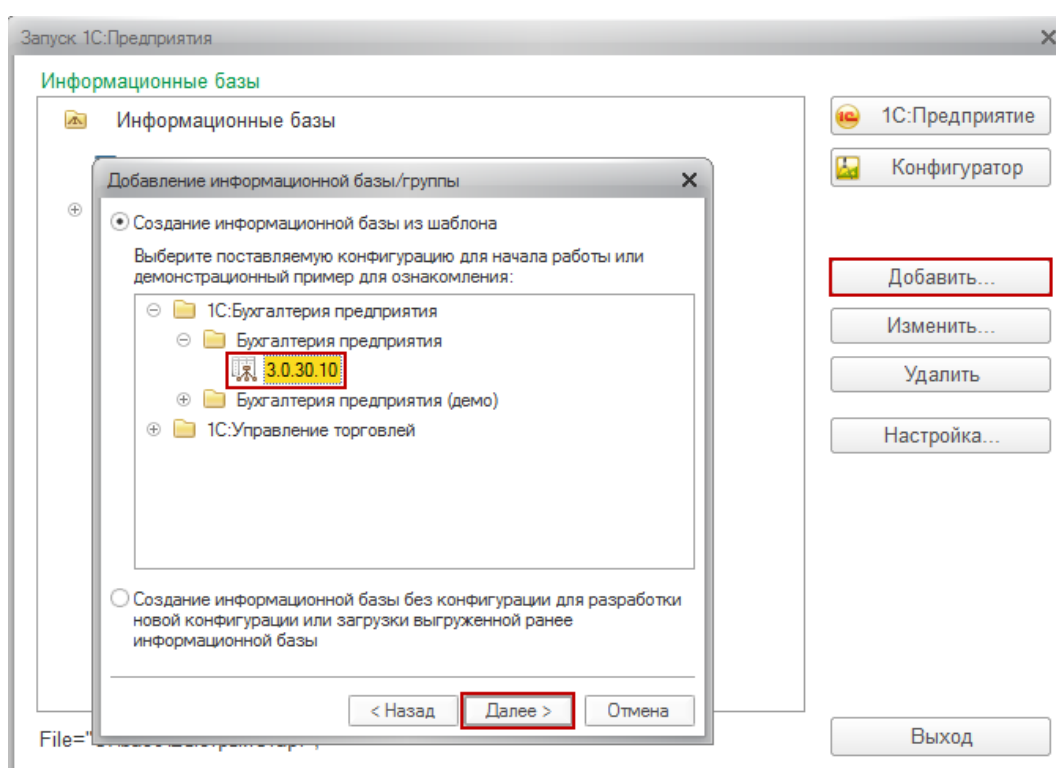 Запуск 1С:Предприятия
Информационные базы
Информационные базы
1С:Предприятие
Конфигуратор
Добавление информационной базы/группы
Создание информационной базы из шаблона
Выберите поставляемую конфигурацию для начала работы или
демонстрационный пример для ознакомления:
1С:Бухгалтерия предприятия
Бухгалтерия предприятия
3.0.30.10
Бухгалтерия предприятия (демо)
1С:Управление торговлей
Добавить...
Изменить...
Удалить
Настройка...
Создание информационной базы без конфигурации для разработки
новой конфигурации или загрузки выгруженной ранее
информационной базы
< Назад
Далее >
Отмена
File="
Выход